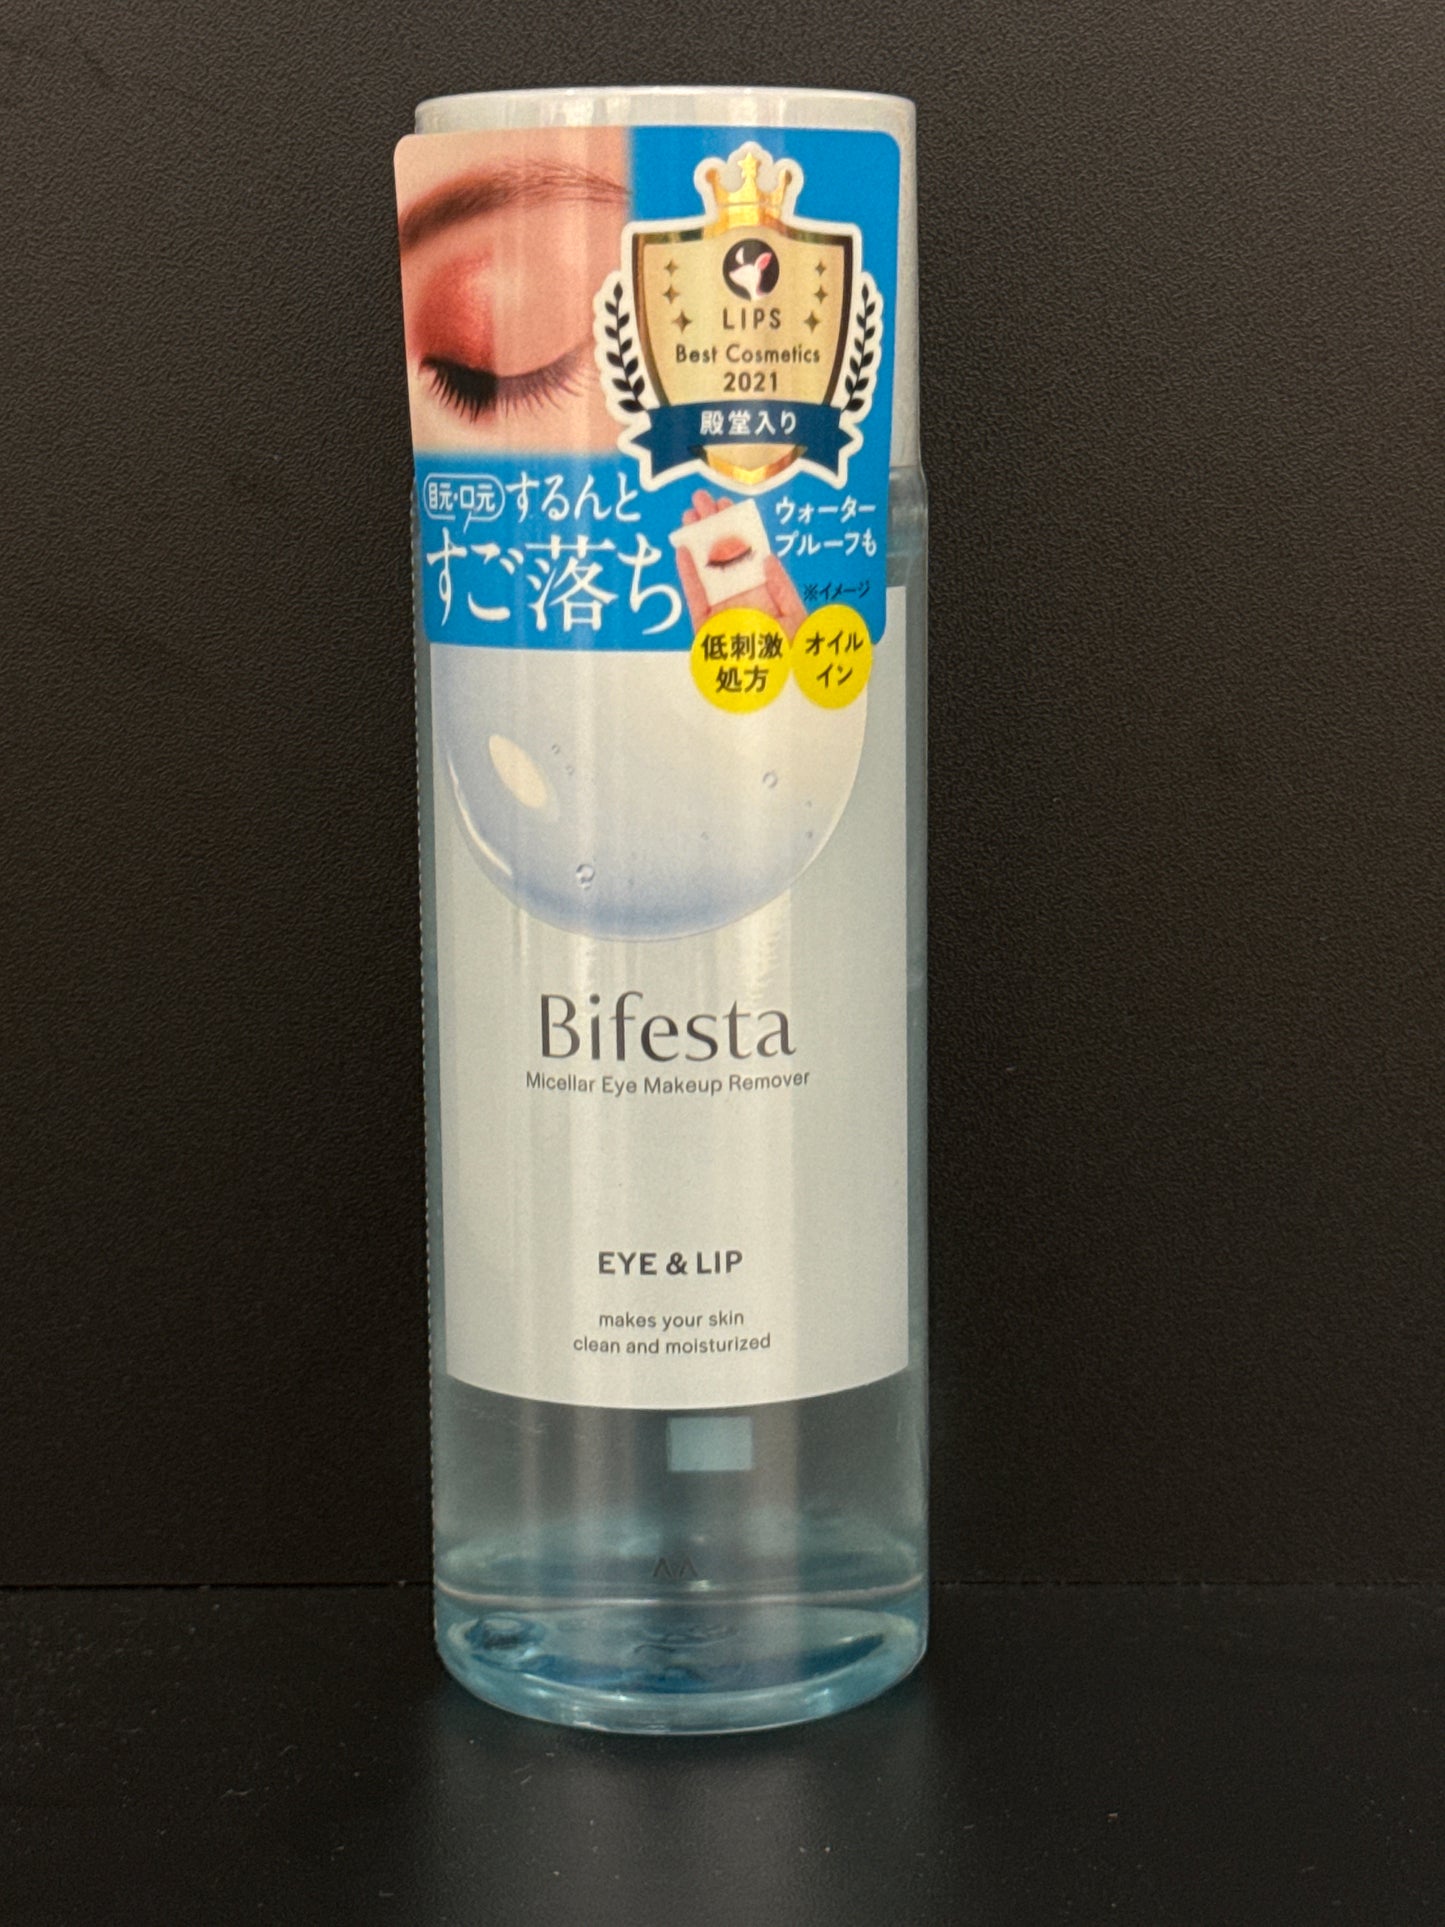 LIPS
Best Cosmetics
2021
殿堂入り
目元・口元 するんと
すご落ち
ウォーター
プルーフも
※イメージ
低刺激
処方
オイル
イン
Bifesta
Micellar Eye Makeup Remover
EYE & LIP
makes your skin
clean and moisturized